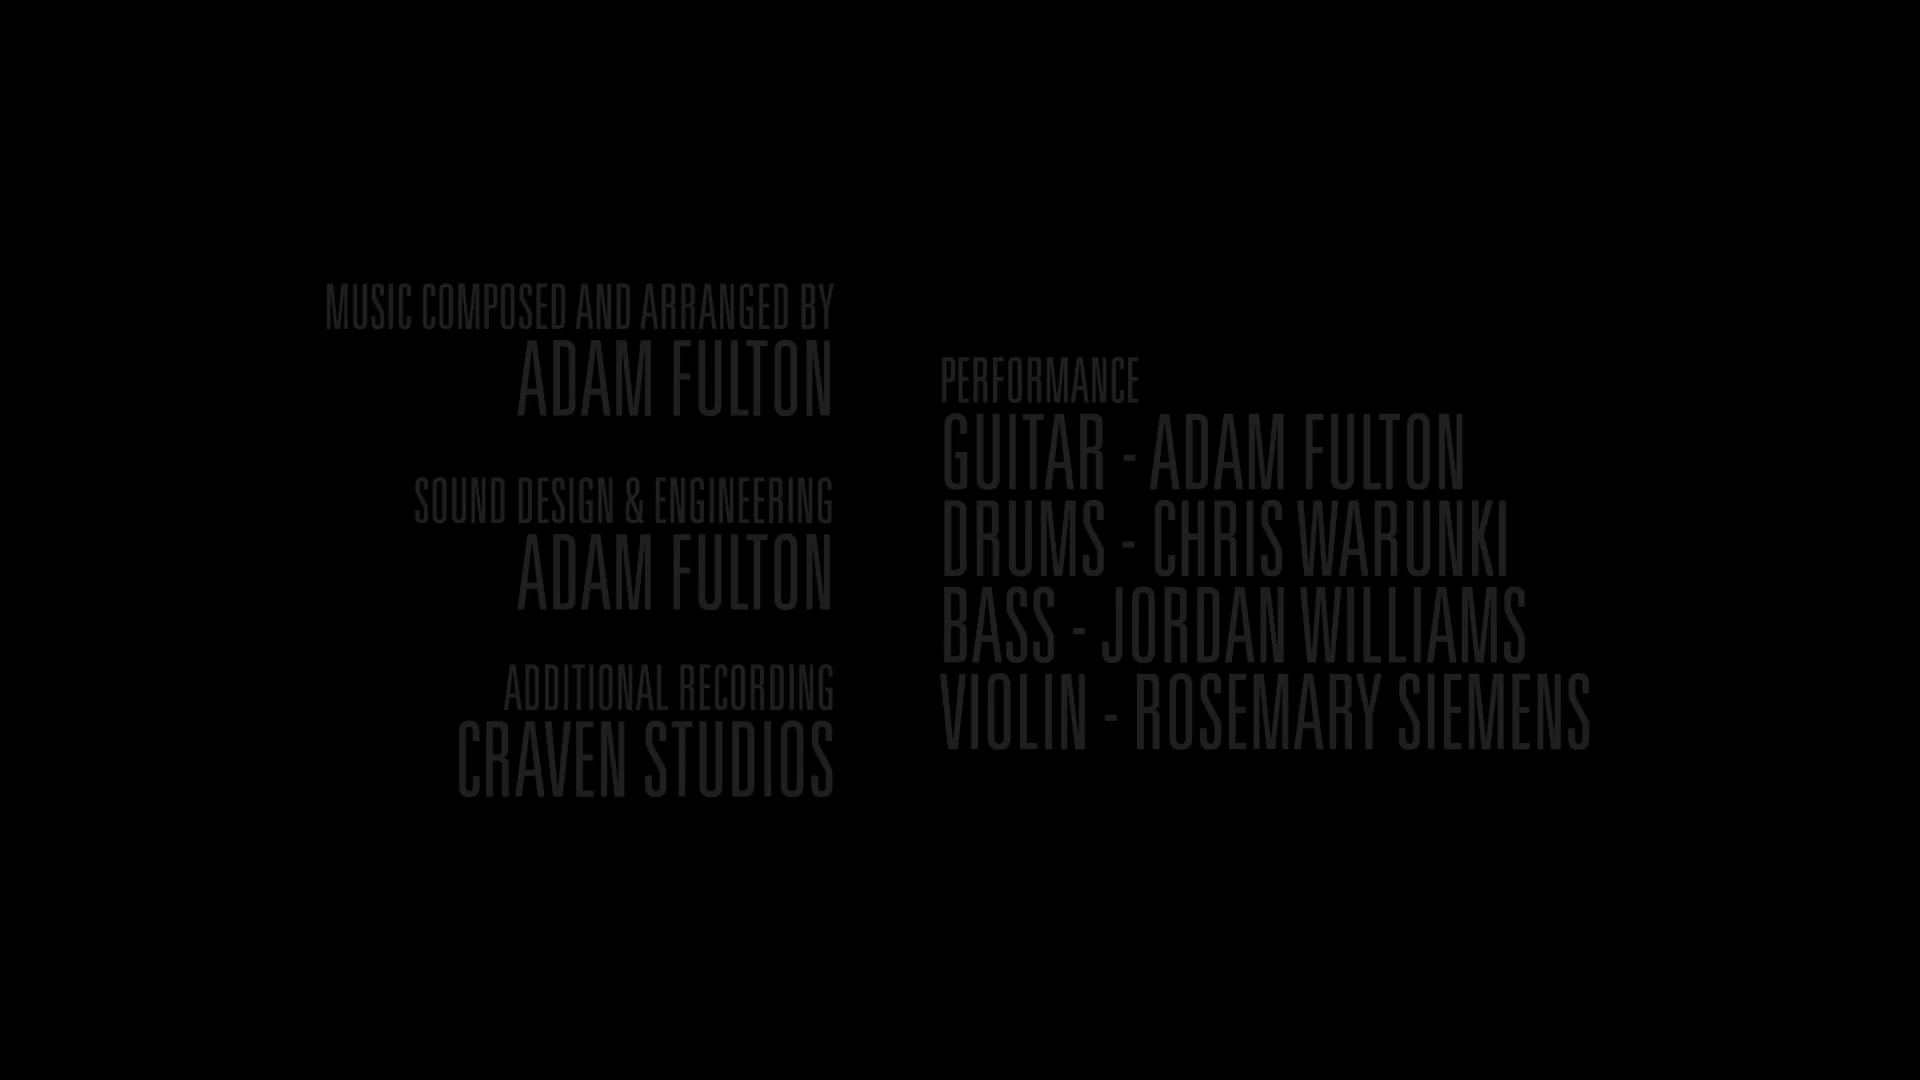 MUSIC COMPOSED AND ARRANGED BY
ADAM FULTON
SOUND DESIGN & ENGINEERING
ADAM FULTON
ADDITIONAL RECORDING
CRAVEN STUDIOS
PERFORMANCE
GUITAR - ADAM FULTON
DRUMS - CHRIS WARUNKI
BASS - JORDAN WILLIAMS
VIOLIN - ROSEMARY SIEMENS